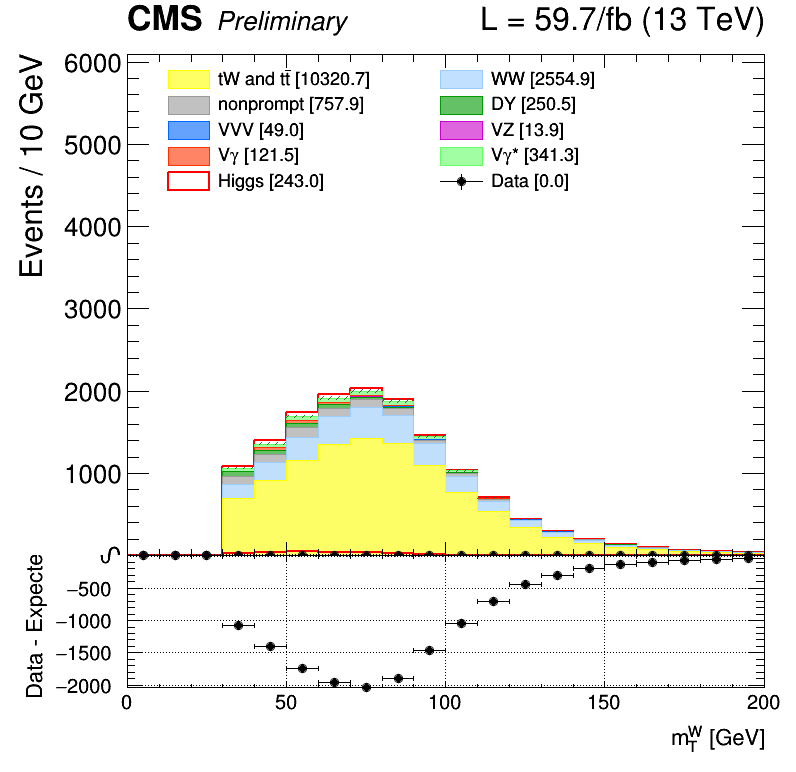 CMS Preliminary L = 59.7/fb (13 TeV)
Events / 10 GeV
6000
5000
4000
3000
2000
1000
0
tW and tt̄ [10320.7]
WW [2554.9]
nonprompt [757.9]
DY [250.5]
VVV [49.0]
VZ [13.9]
Vγ [121.5]
Vγ* [341.3]
Higgs [243.0]
Data [0.0]
Data - Expecte
−500
−1000
−1500
−2000
0 50 100 150 200
m_T^W [GeV]